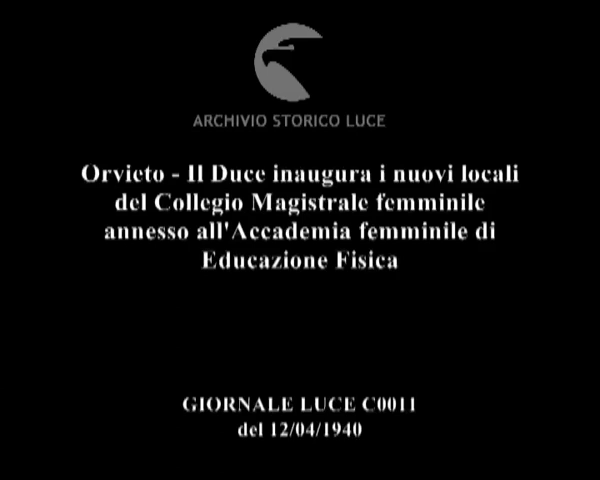 ARCHIVIO STORICO LUCE
Orvieto - Il Duce inaugura i nuovi locali
del Collegio Magistrale femminile
annesso all'Accademia femminile di
Educazione Fisica
GIORNALE LUCE C0011
del 12/04/1940